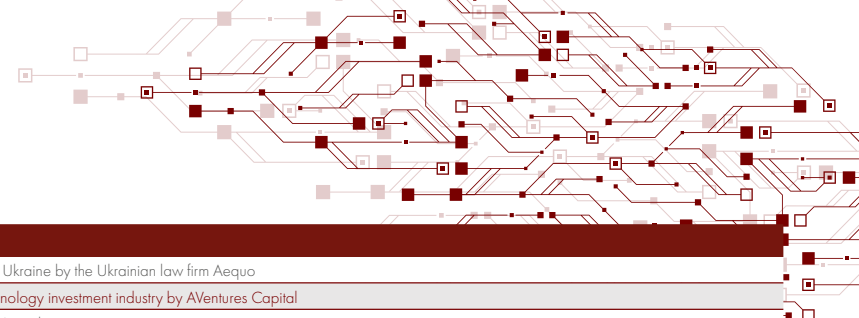 Ukraine by the Ukrainian law firm Aequo
nology investment industry by AVentures Capital